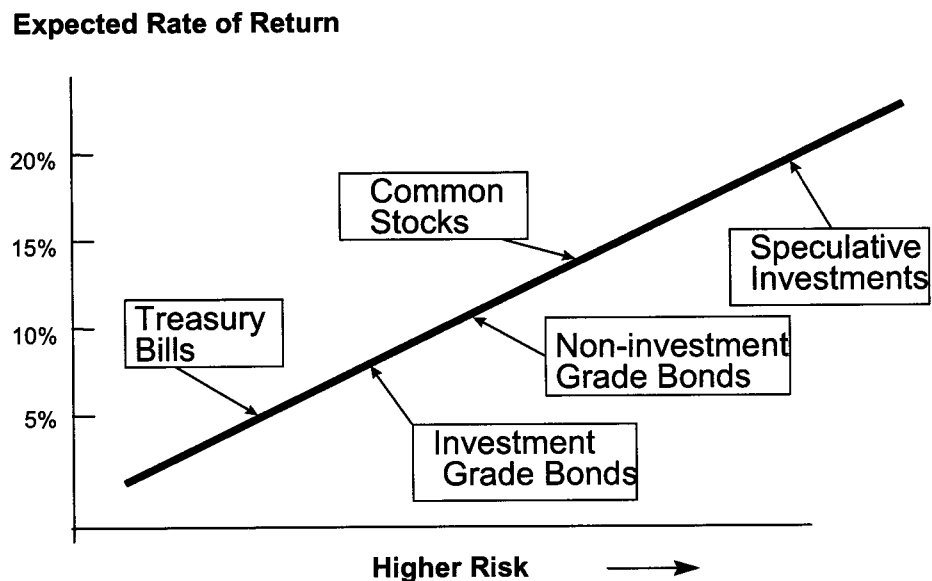 Expected Rate of Return
20%
Common
Stocks
15%
Speculative
Investments
Treasury
Bills
10%
Non-investment
Grade Bonds
5%
Investment
Grade Bonds
Higher Risk